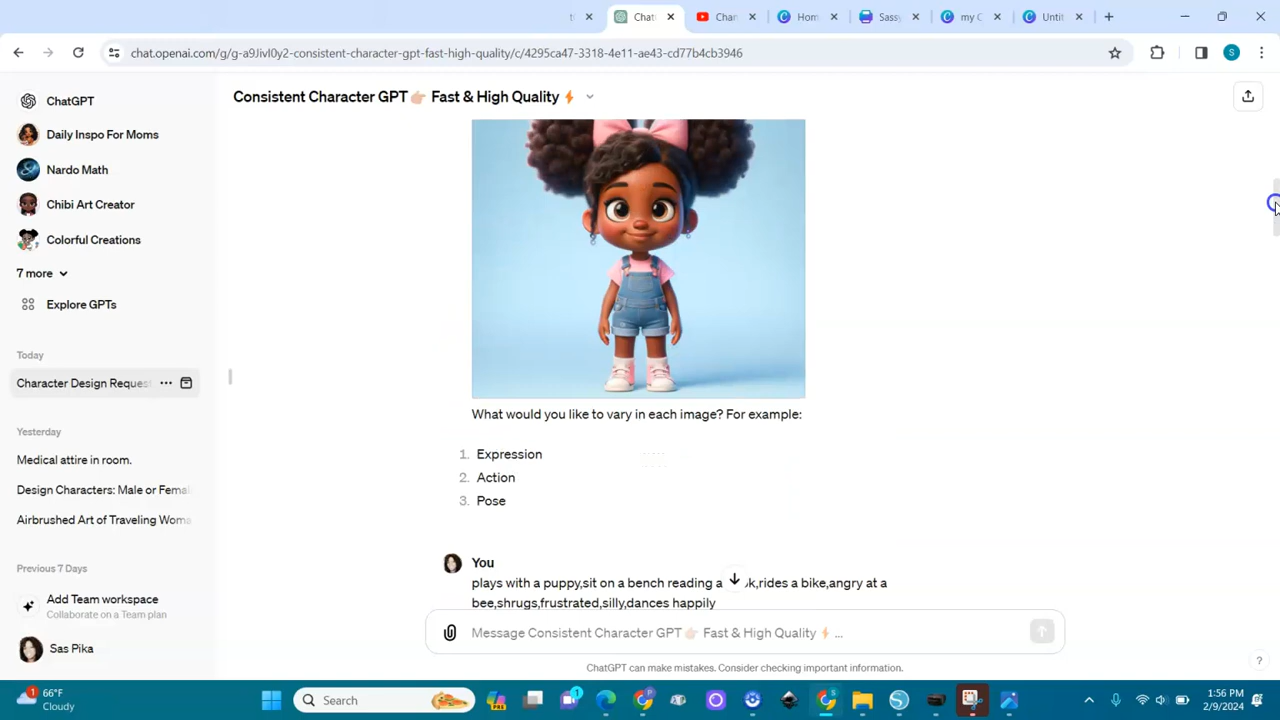 Chat
Chan
Hom
Sassy
my C
Untit
chat.openai.com/g/g-a9JivI0y2-consistent-character-gpt-fast-high-quality/c/4295ca47-3318-4e11-ae43-cd77b4cb3946
S
ChatGPT
Daily Inspo For Moms
Nardo Math
Chibi Art Creator
Colorful Creations
7 more
Explore GPTs
Today
Character Design Reques
Yesterday
Medical attire in room.
Design Characters: Male or Fema
Airbrushed Art of Traveling Woma
Previous 7 Days
Add Team workspace
Collaborate on a Team plan
Sas Pika
Consistent Character GPT👉🏼 Fast & High Quality⚡
What would you like to vary in each image? For example:
1. Expression
2. Action
3. Pose
You
plays with a puppy,sit on a bench reading a k,rides a bike,angry at a
bee,shrugs,frustrated,silly,dances happily
Message Consistent Character GPT👉🏼 Fast & High Quality⚡...
ChatGPT can make mistakes. Consider checking important information.
?
1
66°F
Cloudy
Search
1
1:56 PM
2/9/2024